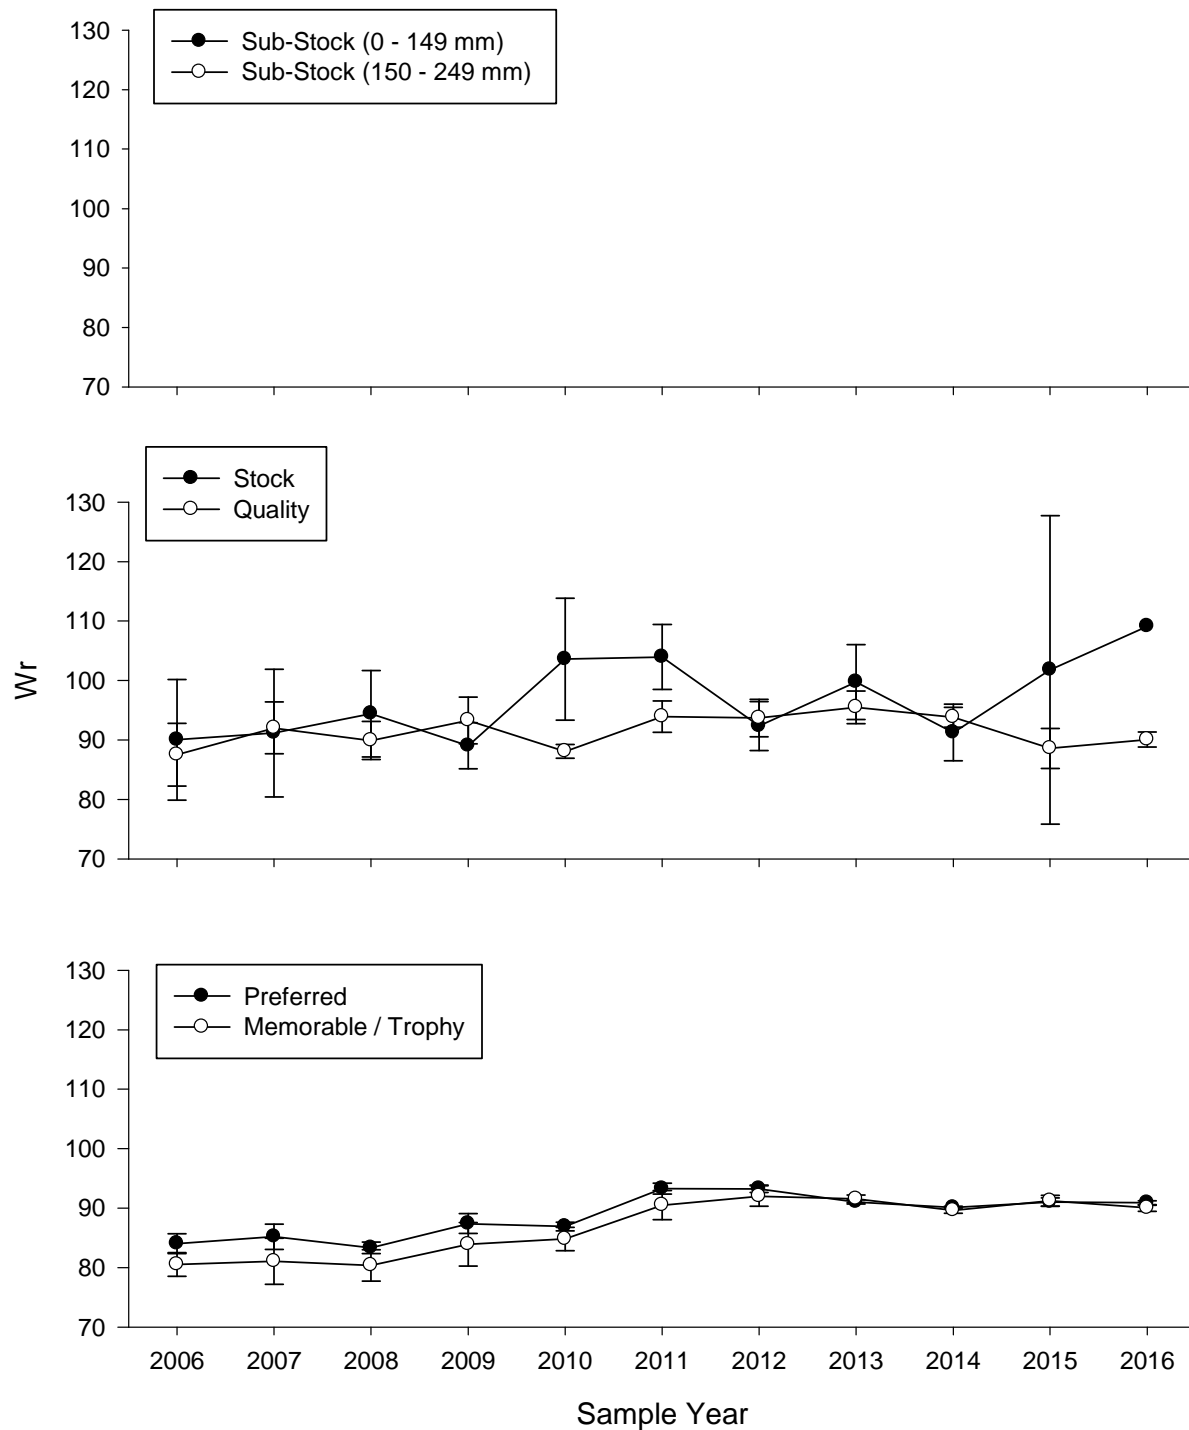 130
Sub-Stock (0 - 149 mm)
Sub-Stock (150 - 249 mm)
120
110
100
90
80
70
Stock
Quality
130
120
110
100
90
80
70
Wr
130
Preferred
Memorable / Trophy
120
110
100
90
80
70
2006 2007 2008 2009 2010 2011 2012 2013 2014 2015 2016
Sample Year